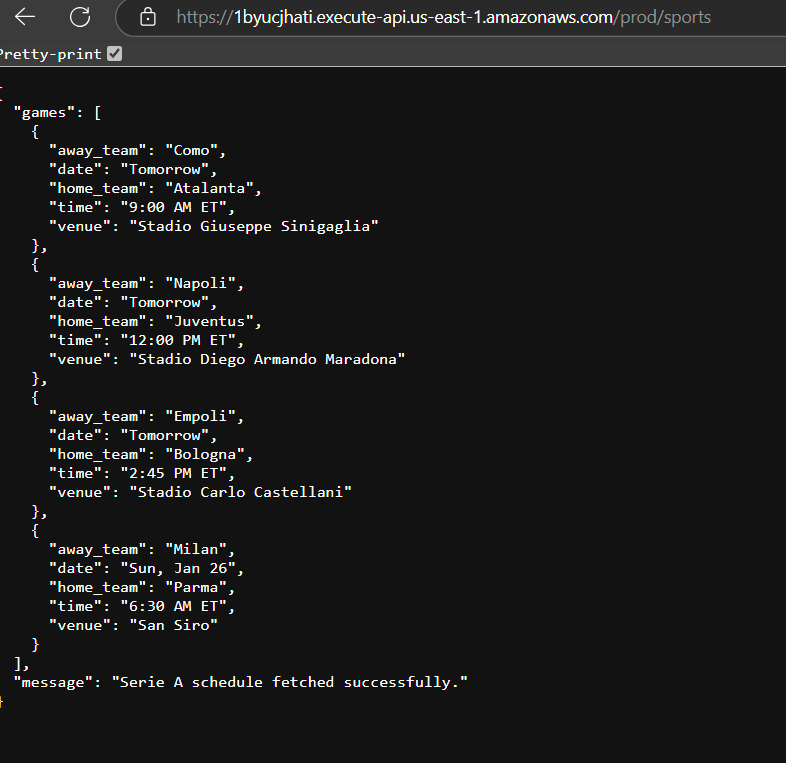 https://1byucjhati.execute-api.us-east-1.amazonaws.com/prod/sports
Pretty-print
{
"games": [
{
"away_team": "Como",
"date": "Tomorrow",
"home_team": "Atalanta",
"time": "9:00 AM ET",
"venue": "Stadio Giuseppe Sinigaglia"
},
{
"away_team": "Napoli",
"date": "Tomorrow",
"home_team": "Juventus",
"time": "12:00 PM ET",
"venue": "Stadio Diego Armando Maradona"
},
{
"away_team": "Empoli",
"date": "Tomorrow",
"home_team": "Bologna",
"time": "2:45 PM ET",
"venue": "Stadio Carlo Castellani"
},
{
"away_team": "Milan",
"date": "Sun, Jan 26",
"home_team": "Parma",
"time": "6:30 AM ET",
"venue": "San Siro"
}
],
"message": "Serie A schedule fetched successfully."
}